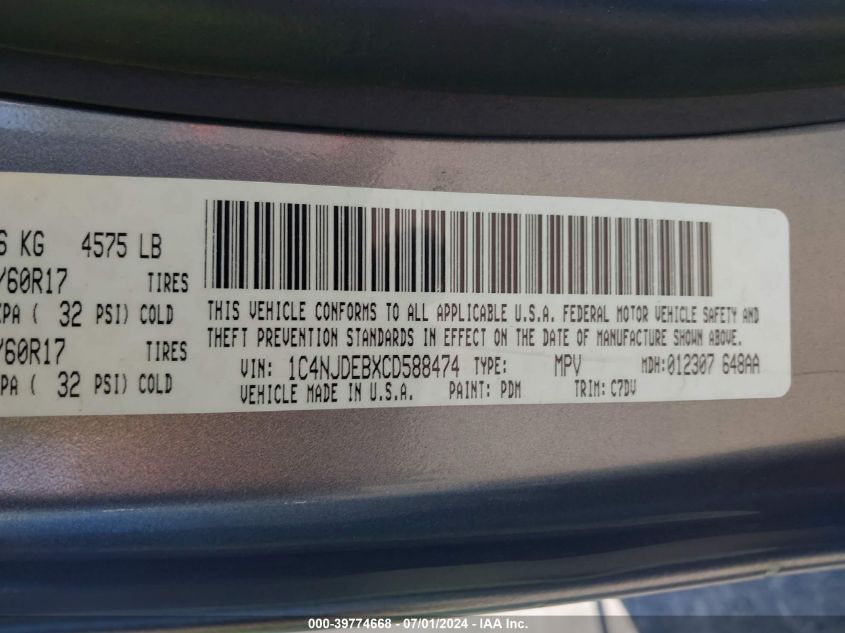 6 KG 4575 LB
/60R17 TIRES
KPA ( 32 PSI) COLD
/60R17 TIRES
KPA ( 32 PSI) COLD
THIS VEHICLE CONFORMS TO ALL APPLICABLE U.S.A. FEDERAL MOTOR VEHICLE SAFETY AND
THEFT PREVENTION STANDARDS IN EFFECT ON THE DATE OF MANUFACTURE SHOWN ABOVE.
VIN: 1C4NJDEBXCD588474 TYPE: MPV MDH:012307 648AA
VEHICLE MADE IN U.S.A. PAINT: PDM TRIM: C7DV
000-39774668 - 07/01/2024 - IAA Inc.